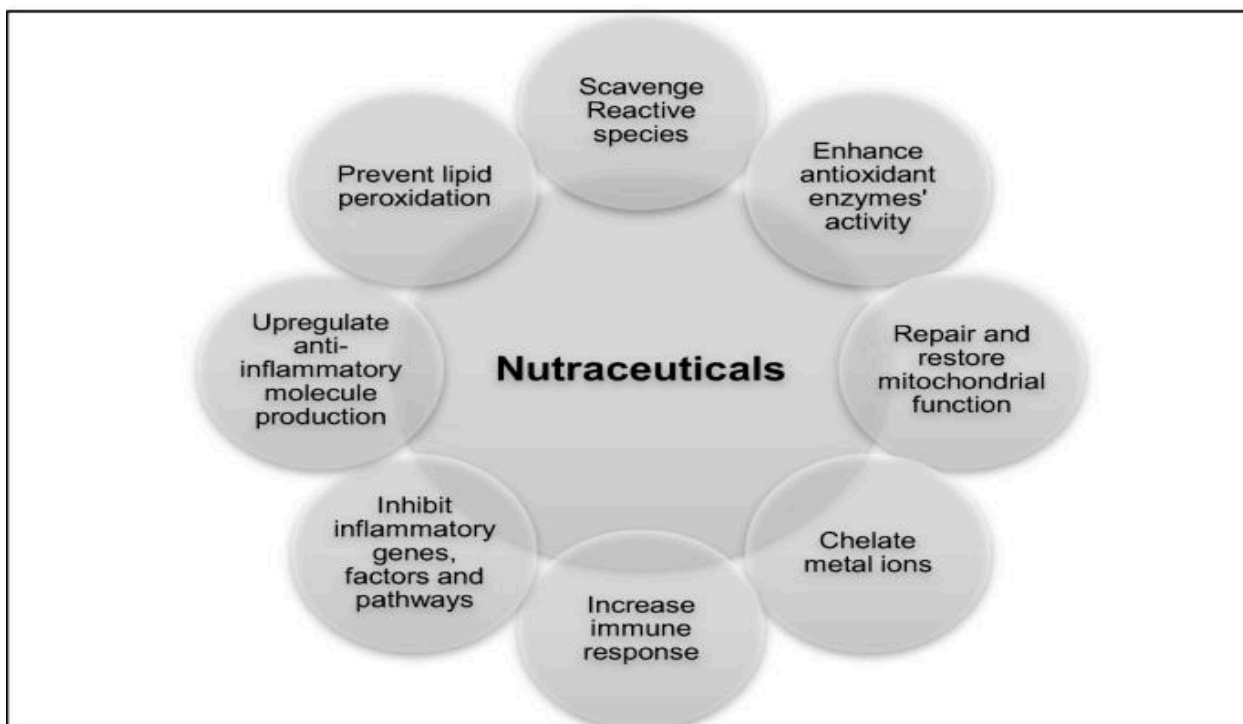 Scavenge
Reactive
species
Enhance
antioxidant
enzymes'
activity
Repair and
restore
mitochondrial
function
Chelate
metal ions
Increase
immune
response
Inhibit
inflammatory
genes,
factors and
pathways
Upregulate
anti-
inflammatory
molecule
production
Prevent lipid
peroxidation
Nutraceuticals